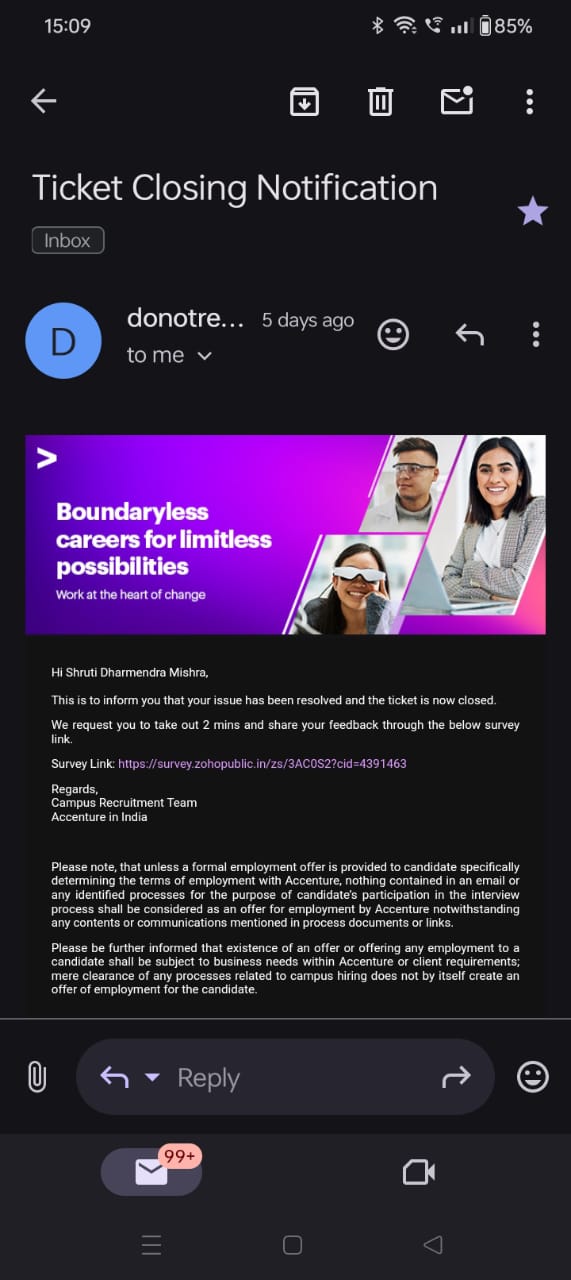 15:09
85%
Ticket Closing Notification
Inbox
D
donotre... 5 days ago
to me
>
Boundaryless
careers for limitless
possibilities
Work at the heart of change
Hi Shruti Dharmendra Mishra,
This is to inform you that your issue has been resolved and the ticket is now closed.
We request you to take out 2 mins and share your feedback through the below survey
link.
Survey Link: https://survey.zohopublic.in/zs/3AC0S2?cid=4391463
Regards,
Campus Recruitment Team
Accenture in India
Please note, that unless a formal employment offer is provided to candidate specifically
determining the terms of employment with Accenture, nothing contained in an email or
any identified processes for the purpose of candidate's participation in the interview
process shall be considered as an offer for employment by Accenture notwithstanding
any contents or communications mentioned in process documents or links.
Please be further informed that existence of an offer or offering any employment to a
candidate shall be subject to business needs within Accenture or client requirements;
mere clearance of any processes related to campus hiring does not by itself create an
offer of employment for the candidate.
Reply
99+